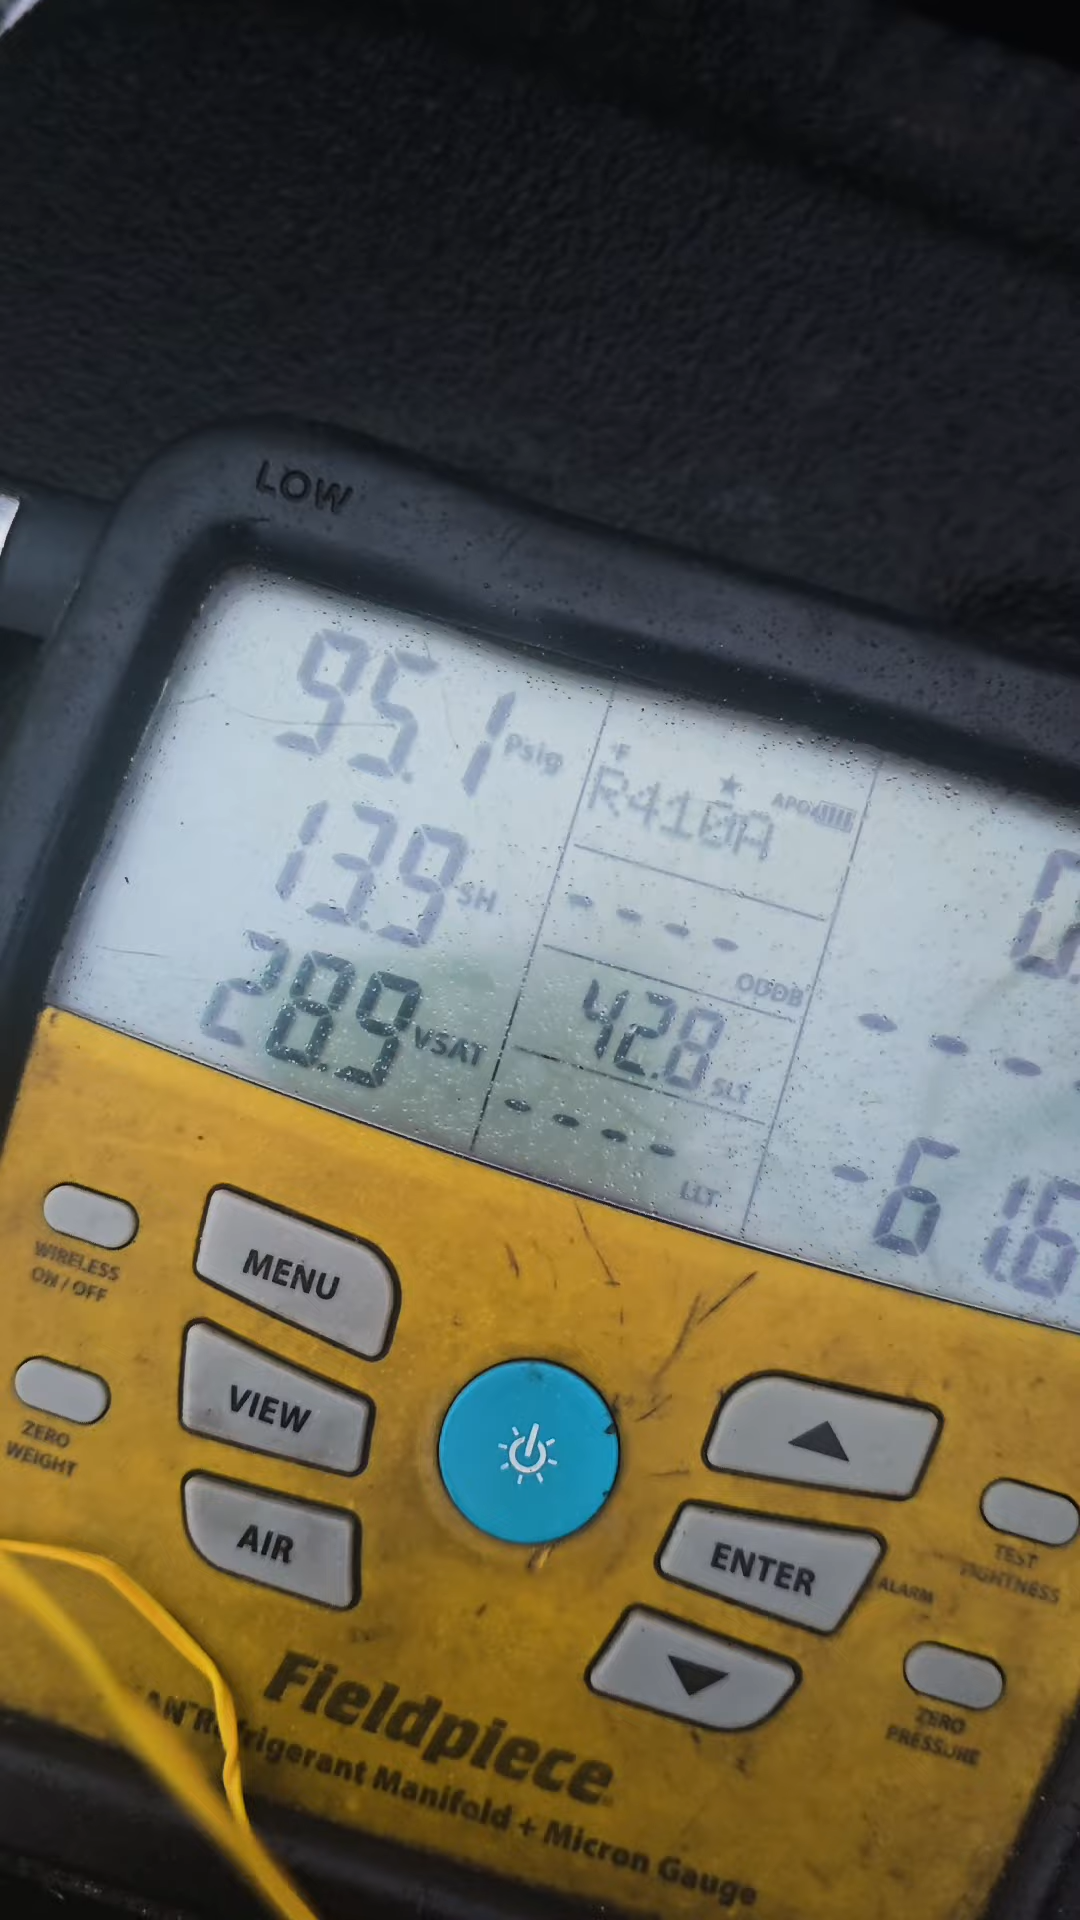 LOW
95.1 Psig
13.9 SH
28.9 VSAT
°F
R410A
APO
----
ODDB
42.8 SLT
----
LLT
0.
----
-61.6
WIRELESS
ON / OFF
ZERO
WEIGHT
MENU
VIEW
AIR
ENTER
ALARM
TEST
TIGHTNESS
ZERO
PRESSURE
Fieldpiece
Refrigerant Manifold + Micron Gauge